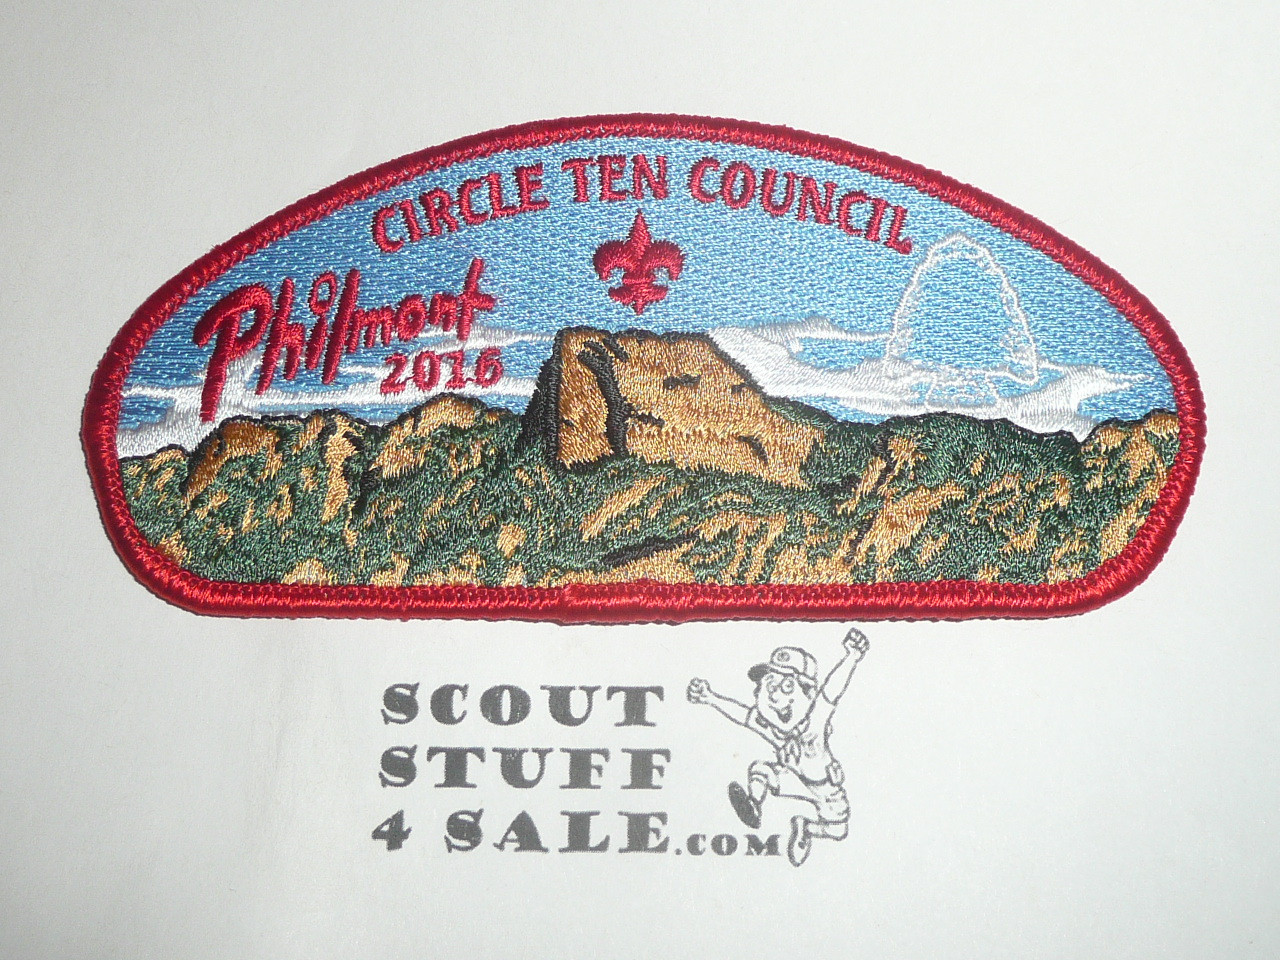 CIRCLE TEN COUNCIL
Philmont
2016
SCOUT
STUFF
4 SALE.COM